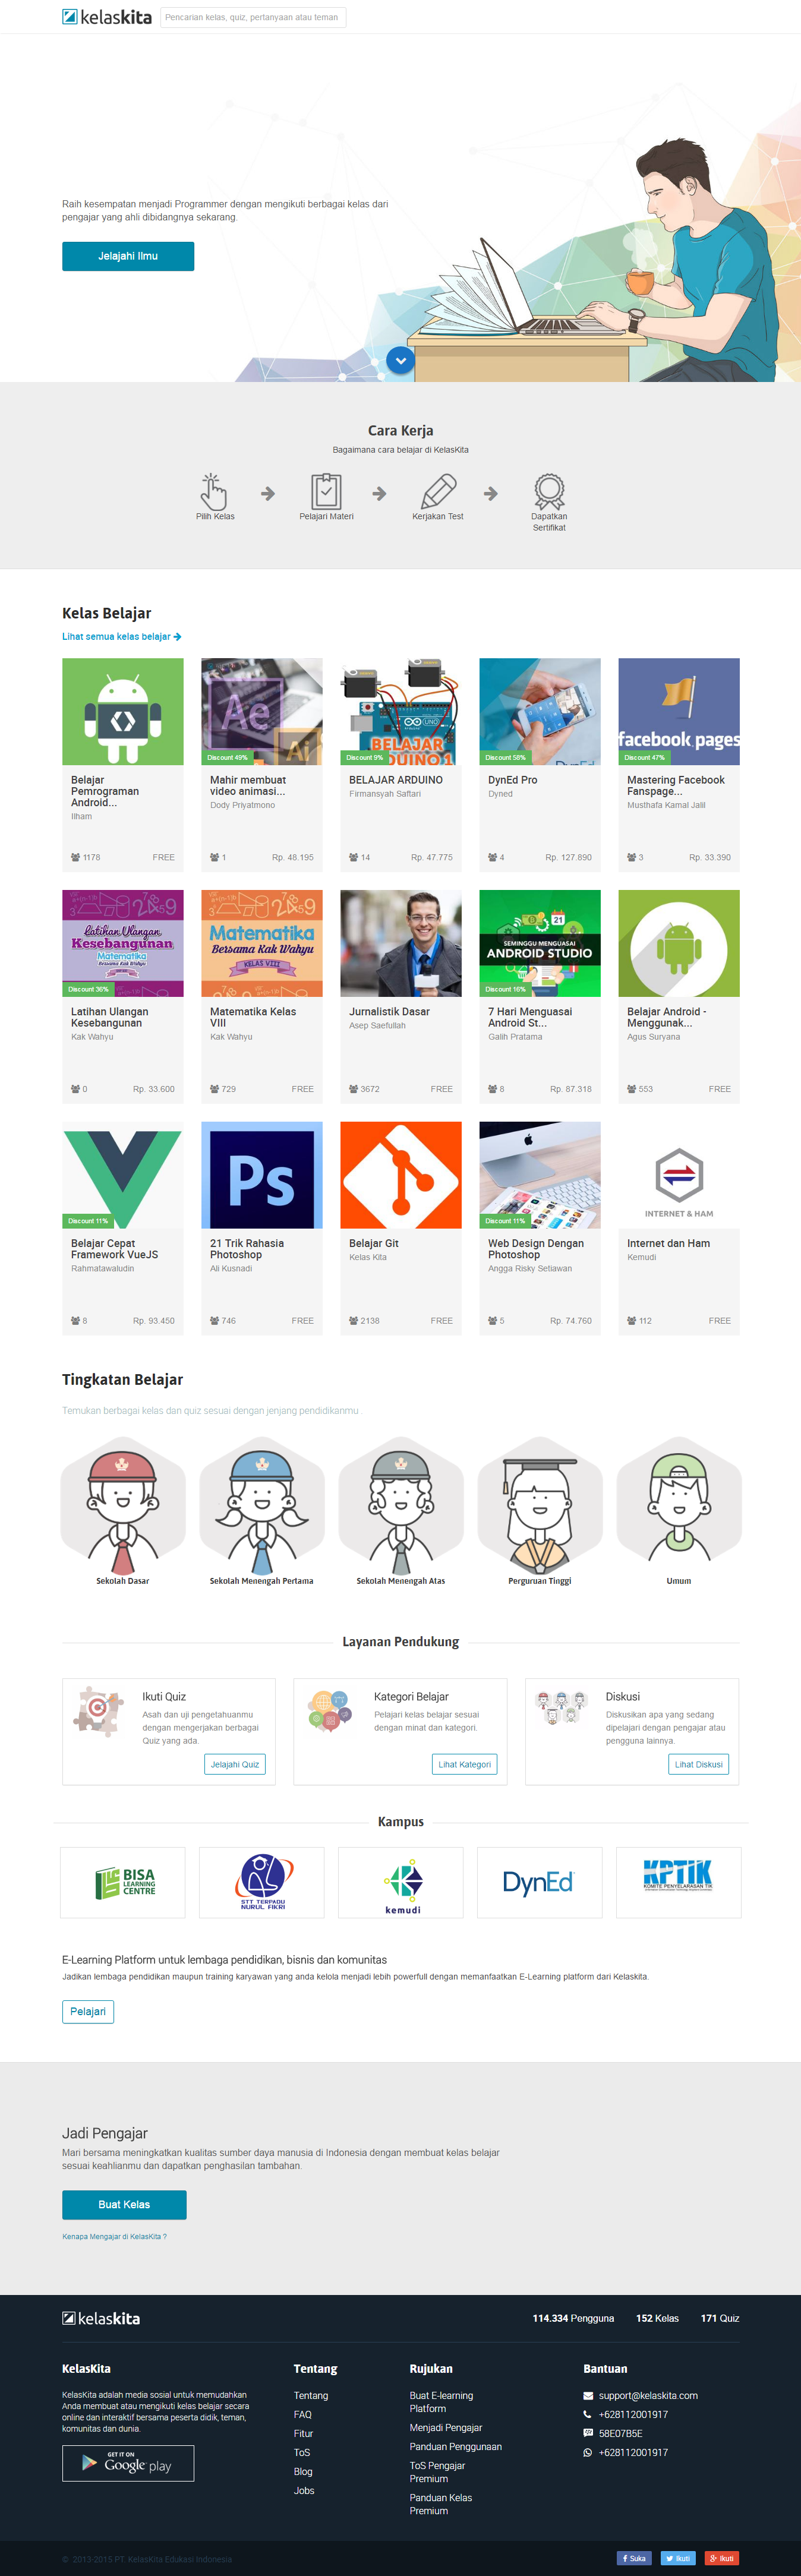 kelaskita
Pencarian kelas, quiz, pertanyaan atau teman
Raih kesempatan menjadi Programmer dengan mengikuti berbagai kelas dari
pengajar yang ahli dibidangnya sekarang.
Jelajahi Ilmu
Cara Kerja
Bagaimana cara belajar di KelasKita
Pilih Kelas
Pelajari Materi
Kerjakan Test
Dapatkan
Sertifikat
Kelas Belajar
Lihat semua kelas belajar
Ae
Ai
Discount 49%
UNO
BELAJAR
ARDUINO 1
Discount 9%
DynEd
Discount 58%
facebook pages
Discount 47%
Belajar
Pemrograman
Android...
Ilham
1178 FREE
Mahir membuat
video animasi...
Dody Priyatmono
1 Rp. 48.195
BELAJAR ARDUINO
Firmansyah Saftari
14 Rp. 47.775
DynEd Pro
Dyned
4 Rp. 127.890
Mastering Facebook
Fanspage...
Musthafa Kamal Jalil
3 Rp. 33.390
Latihan Ulangan
Kesebangunan
Matematika
Bersama Kak Wahyu
Discount 36%
Matematika
Bersama Kak Wahyu
KELAS VIII
21
SEMINGGU MENGUASAI
ANDROID STUDIO
Discount 16%
Latihan Ulangan
Kesebangunan
Kak Wahyu
0 Rp. 33.600
Matematika Kelas
VIII
Kak Wahyu
729 FREE
Jurnalistik Dasar
Asep Saefullah
3672 FREE
7 Hari Menguasai
Android St...
Galih Pratama
8 Rp. 87.318
Belajar Android -
Menggunak...
Agus Suryana
553 FREE
Discount 11%
Ps
Discount 11%
INTERNET & HAM
Belajar Cepat
Framework VueJS
Rahmatawaludin
8 Rp. 93.450
21 Trik Rahasia
Photoshop
Ali Kusnadi
746 FREE
Belajar Git
Kelas Kita
2138 FREE
Web Design Dengan
Photoshop
Angga Risky Setiawan
5 Rp. 74.760
Internet dan Ham
Kemudi
112 FREE
Tingkatan Belajar
Temukan berbagai kelas dan quiz sesuai dengan jenjang pendidikanmu...
Sekolah Dasar
Sekolah Menengah Pertama
Sekolah Menengah Atas
Perguruan Tinggi
Umum
Layanan Pendukung
Ikuti Quiz
Asah dan uji pengetahuanmu
dengan mengerjakan berbagai
Quiz yang ada.
Jelajahi Quiz
Kategori Belajar
Pelajari kelas belajar sesuai
dengan minat dan kategori.
Lihat Kategori
Diskusi
Diskusikan apa yang sedang
dipelajari dengan pengajar atau
pengguna lainnya.
Lihat Diskusi
Kampus
BISA
LEARNING
CENTRE
STT TERPADU
NURUL FIKRI
kemudi
DynEd
KPTIK
KOMITE PENYELARASAN TIK
E-Learning Platform untuk lembaga pendidikan, bisnis dan komunitas
Jadikan lembaga pendidikan maupun training karyawan yang anda kelola menjadi lebih powerfull dengan memanfaatkan E-Learning platform dari Kelaskita.
Pelajari
Jadi Pengajar
Mari bersama meningkatkan kualitas sumber daya manusia di Indonesia dengan membuat kelas belajar
sesuai keahlianmu dan dapatkan penghasilan tambahan.
Buat Kelas
Kenapa Mengajar di KelasKita ?
kelaskita
114.334 Pengguna 152 Kelas 171 Quiz
KelasKita
KelasKita adalah media sosial untuk memudahkan
Anda membuat atau mengikuti kelas belajar secara
online dan interaktif bersama peserta didik, teman,
komunitas dan dunia.
GET IT ON
Google play
Tentang
Tentang
FAQ
Fitur
ToS
Blog
Jobs
Rujukan
Buat E-learning
Platform
Menjadi Pengajar
Panduan Penggunaan
ToS Pengajar
Premium
Panduan Kelas
Premium
Bantuan
support@kelaskita.com
+628112001917
58E07B5E
+628112001917
© 2013-2015 PT. KelasKita Edukasi Indonesia
Suka
Ikuti
Ikuti